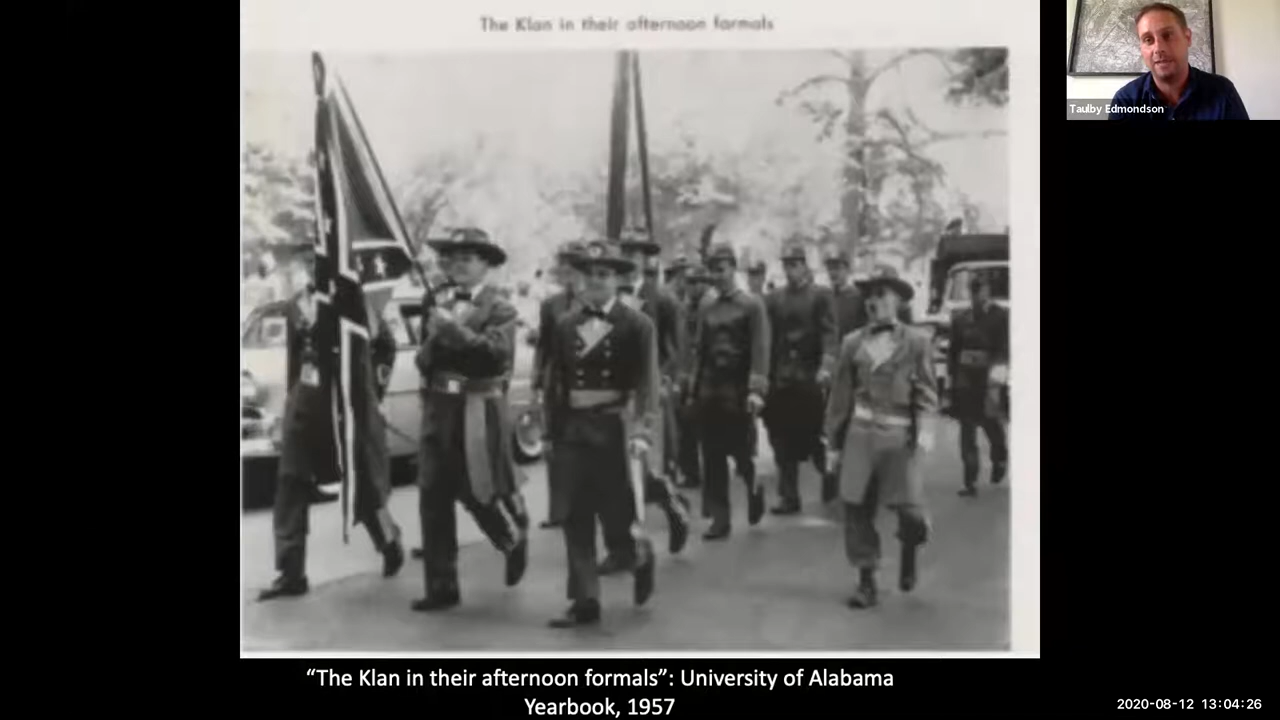 The Klan in their afternoon formals
Taulby Edmondson
“The Klan in their afternoon formals”: University of Alabama
Yearbook, 1957
2020-08-12 13:04:26